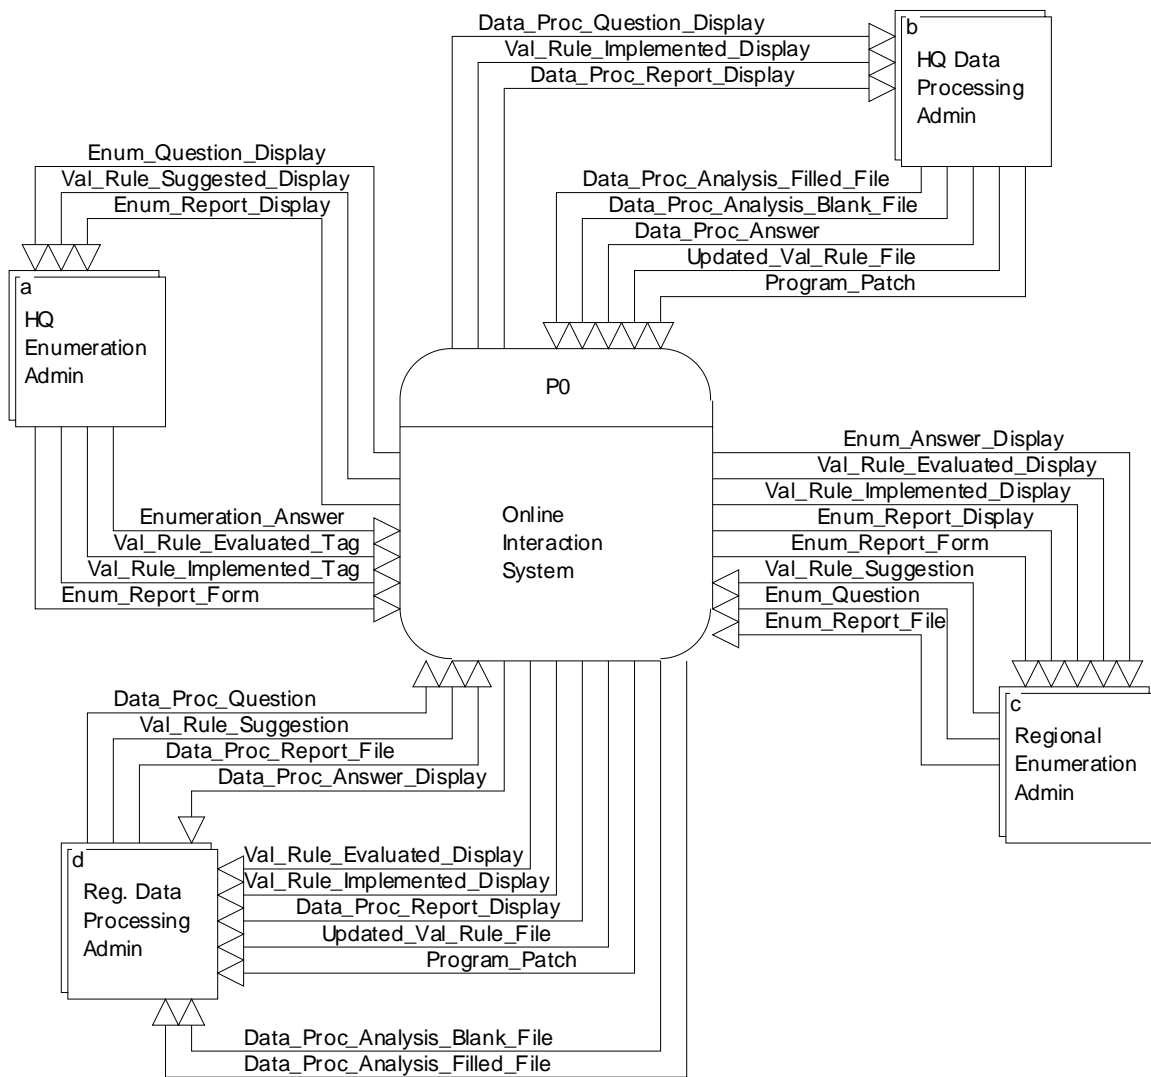 Data_Proc_Question_Display
Val_Rule_Implemented_Display
Data_Proc_Report_Display
b
HQ Data
Processing
Admin
Enum_Question_Display
Val_Rule_Suggested_Display
Enum_Report_Display
Data_Proc_Analysis_Filled_File
Data_Proc_Analysis_Blank_File
Data_Proc_Answer
Updated_Val_Rule_File
Program_Patch
a
HQ
Enumeration
Admin
P0
Online
Interaction
System
Enumeration_Answer
Val_Rule_Evaluated_Tag
Val_Rule_Implemented_Tag
Enum_Report_Form
Enum_Answer_Display
Val_Rule_Evaluated_Display
Val_Rule_Implemented_Display
Enum_Report_Display
Enum_Report_Form
Val_Rule_Suggestion
Enum_Question
Enum_Report_File
c
Regional
Enumeration
Admin
Data_Proc_Question
Val_Rule_Suggestion
Data_Proc_Report_File
Data_Proc_Answer_Display
d
Reg. Data
Processing
Admin
Val_Rule_Evaluated_Display
Val_Rule_Implemented_Display
Data_Proc_Report_Display
Updated_Val_Rule_File
Program_Patch
Data_Proc_Analysis_Blank_File
Data_Proc_Analysis_Filled_File